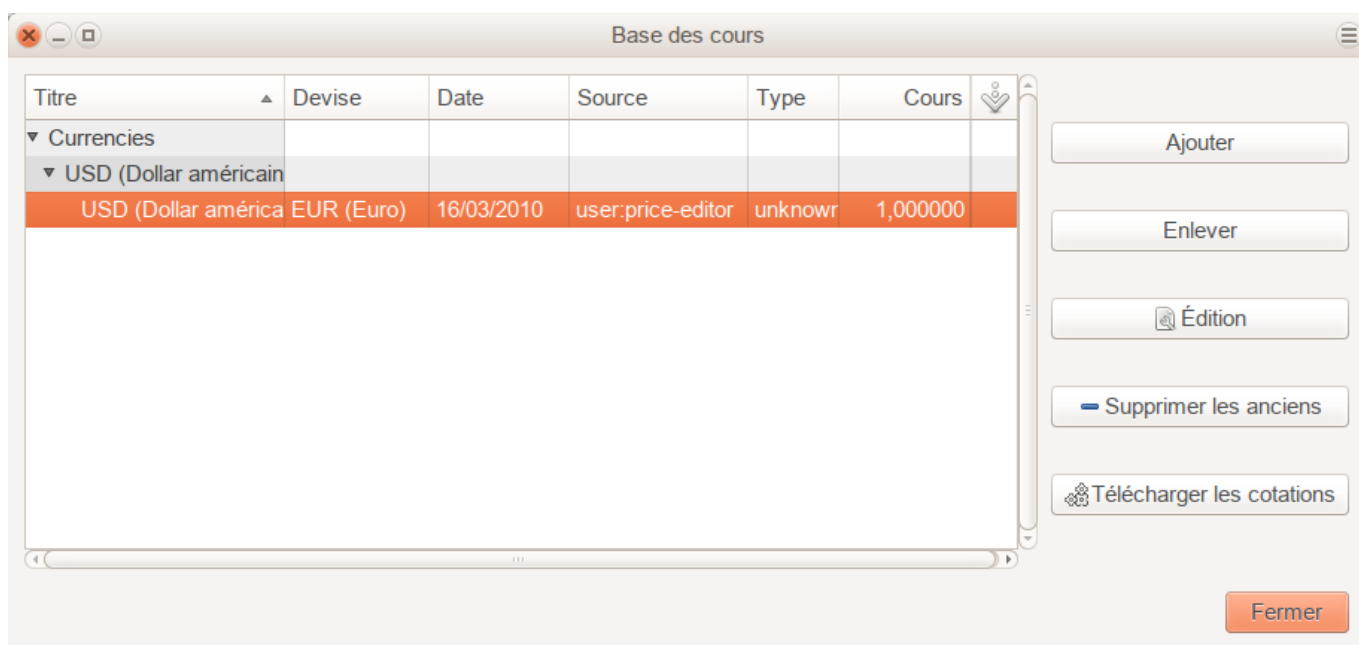 Base des cours
Titre Devise Date Source Type Cours
Currencies
USD (Dollar américain
USD (Dollar américa EUR (Euro) 16/03/2010 user:price-editor unknowr 1,000000
Ajouter
Enlever
Édition
Supprimer les anciens
Télécharger les cotations
Fermer